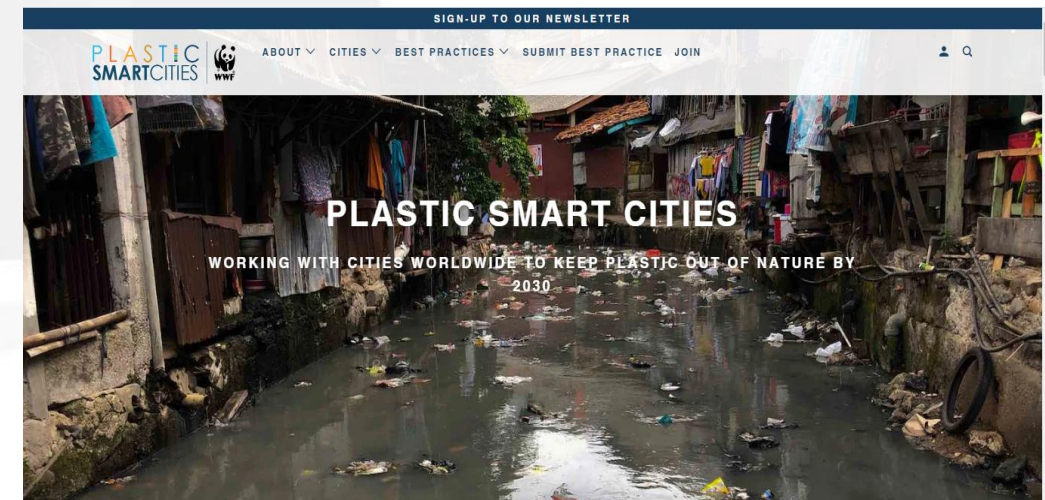 SIGN-UP TO OUR NEWSLETTER
PLASTIC
SMARTCITIES
WWF
ABOUT CITIES BEST PRACTICES SUBMIT BEST PRACTICE JOIN
PLASTIC SMART CITIES
WORKING WITH CITIES WORLDWIDE TO KEEP PLASTIC OUT OF NATURE BY
2030